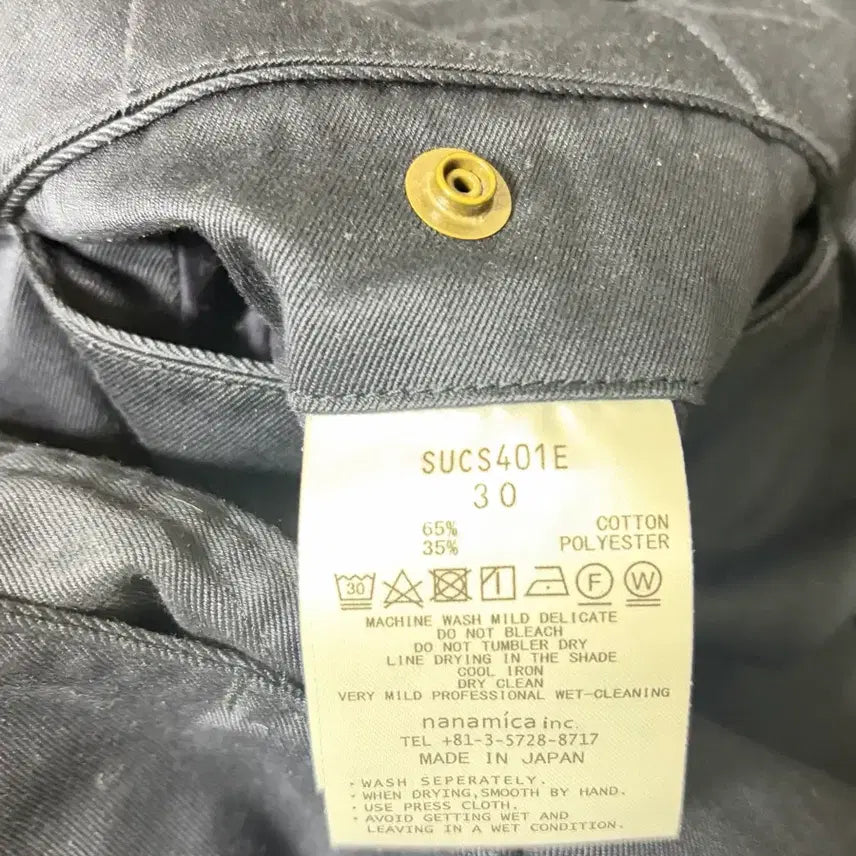 SUCS401E
30
65% COTTON
35% POLYESTER
30 F W
MACHINE WASH MILD DELICATE
DO NOT BLEACH
DO NOT TUMBLER DRY
LINE DRYING IN THE SHADE
COOL IRON
DRY CLEAN
VERY MILD PROFESSIONAL WET-CLEANING
nanamica inc.
TEL +81-3-5728-8717
MADE IN JAPAN
・WASH SEPERATELY.
・WHEN DRYING,SMOOTH BY HAND.
・USE PRESS CLOTH.
・AVOID GETTING WET AND
LEAVING IN A WET CONDITION.